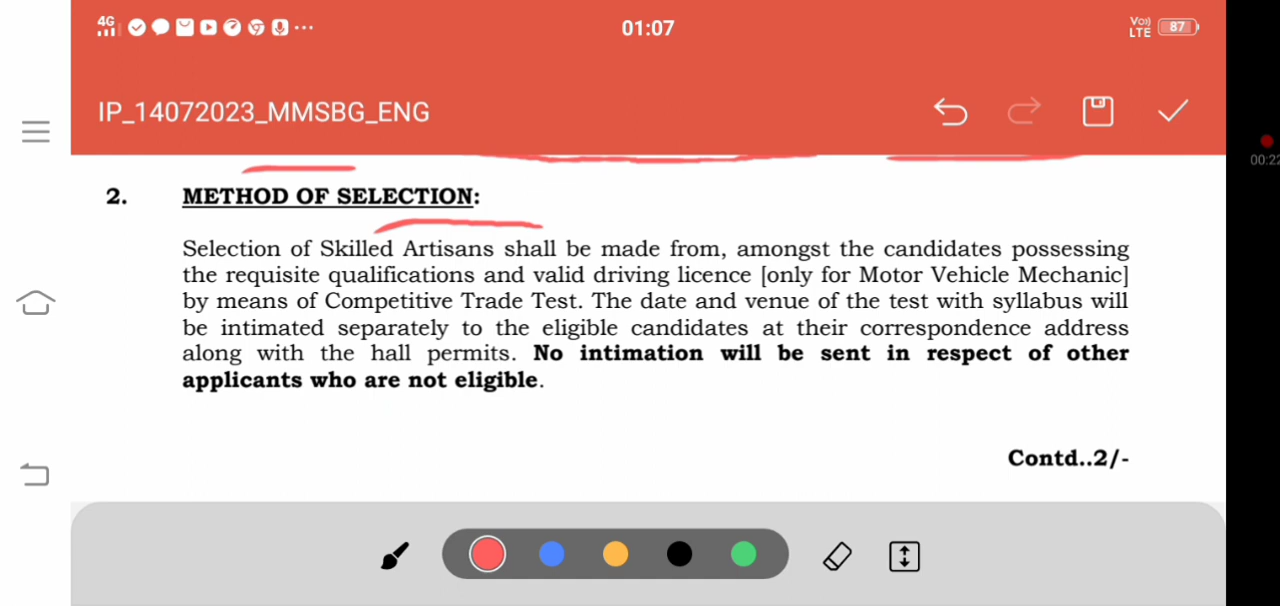 4G
01:07
Vo))
LTE
87
IP_14072023_MMSBG_ENG
00:22
2. METHOD OF SELECTION:
Selection of Skilled Artisans shall be made from, amongst the candidates possessing
the requisite qualifications and valid driving licence [only for Motor Vehicle Mechanic]
by means of Competitive Trade Test. The date and venue of the test with syllabus will
be intimated separately to the eligible candidates at their correspondence address
along with the hall permits. No intimation will be sent in respect of other
applicants who are not eligible.
Contd..2/-